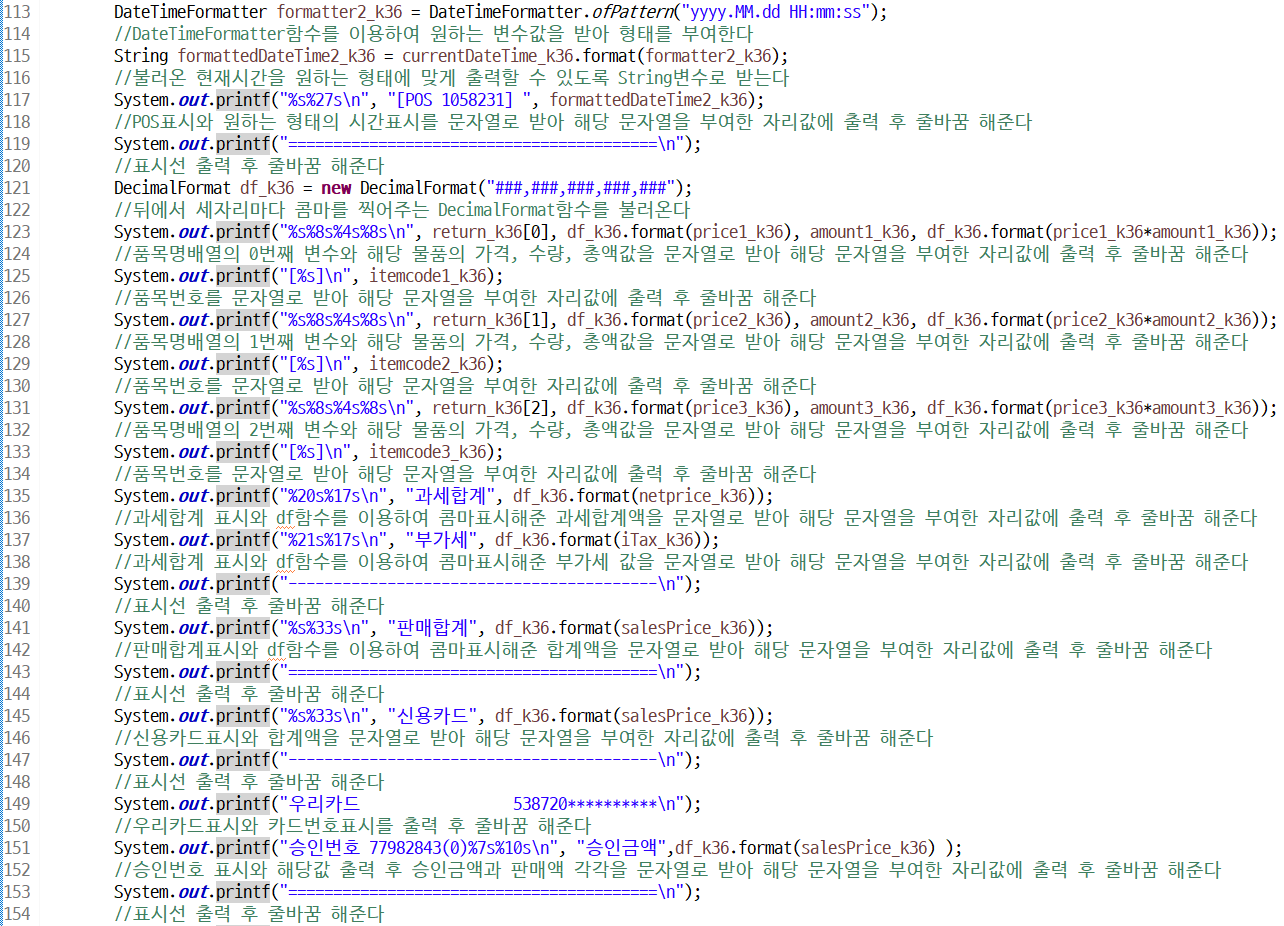 113 DateTimeFormatter formatter2_k36 = DateTimeFormatter.ofPattern("yyyy.MM.dd HH:mm:ss");
114 //DateTimeFormatter함수를 이용하여 원하는 변수값을 받아 형태를 부여한다
115 String formattedDateTime2_k36 = currentDateTime_k36.format(formatter2_k36);
116 //불러온 현재시간을 원하는 형태에 맞게 출력할 수 있도록 String변수로 받는다
117 System.out.printf("%s%27s\n", "[POS 1058231] ", formattedDateTime2_k36);
118 //POS표시와 원하는 형태의 시간표시를 문자열로 받아 해당 문자열을 부여한 자리값에 출력 후 줄바꿈 해준다
119 System.out.printf("=========================================\n");
120 //표시선 출력 후 줄바꿈 해준다
121 DecimalFormat df_k36 = new DecimalFormat("###,###,###,###,###");
122 //뒤에서 세자리마다 콤마를 찍어주는 DecimalFormat함수를 불러온다
123 System.out.printf("%s%8s%4s%8s\n", return_k36[0], df_k36.format(price1_k36), amount1_k36, df_k36.format(price1_k36*amount1_k36));
124 //품목명배열의 0번째 변수와 해당 물품의 가격, 수량, 총액값을 문자열로 받아 해당 문자열을 부여한 자리값에 출력 후 줄바꿈 해준다
125 System.out.printf("[%s]\n", itemcode1_k36);
126 //품목번호를 문자열로 받아 해당 문자열을 부여한 자리값에 출력 후 줄바꿈 해준다
127 System.out.printf("%s%8s%4s%8s\n", return_k36[1], df_k36.format(price2_k36), amount2_k36, df_k36.format(price2_k36*amount2_k36));
128 //품목명배열의 1번째 변수와 해당 물품의 가격, 수량, 총액값을 문자열로 받아 해당 문자열을 부여한 자리값에 출력 후 줄바꿈 해준다
129 System.out.printf("[%s]\n", itemcode2_k36);
130 //품목번호를 문자열로 받아 해당 문자열을 부여한 자리값에 출력 후 줄바꿈 해준다
131 System.out.printf("%s%8s%4s%8s\n", return_k36[2], df_k36.format(price3_k36), amount3_k36, df_k36.format(price3_k36*amount3_k36));
132 //품목명배열의 2번째 변수와 해당 물품의 가격, 수량, 총액값을 문자열로 받아 해당 문자열을 부여한 자리값에 출력 후 줄바꿈 해준다
133 System.out.printf("[%s]\n", itemcode3_k36);
134 //품목번호를 문자열로 받아 해당 문자열을 부여한 자리값에 출력 후 줄바꿈 해준다
135 System.out.printf("%20s%17s\n", "과세합계", df_k36.format(netprice_k36));
136 //과세합계 표시와 df함수를 이용하여 콤마표시해준 과세합계액을 문자열로 받아 해당 문자열을 부여한 자리값에 출력 후 줄바꿈 해준다
137 System.out.printf("%21s%17s\n", "부가세", df_k36.format(iTax_k36));
138 //과세합계 표시와 df함수를 이용하여 콤마표시해준 부가세 값을 문자열로 받아 해당 문자열을 부여한 자리값에 출력 후 줄바꿈 해준다
139 System.out.printf("-----------------------------------------\n");
140 //표시선 출력 후 줄바꿈 해준다
141 System.out.printf("%s%33s\n", "판매합계", df_k36.format(salesPrice_k36));
142 //판매합계표시와 df함수를 이용하여 콤마표시해준 합계액을 문자열로 받아 해당 문자열을 부여한 자리값에 출력 후 줄바꿈 해준다
143 System.out.printf("=========================================\n");
144 //표시선 출력 후 줄바꿈 해준다
145 System.out.printf("%s%33s\n", "신용카드", df_k36.format(salesPrice_k36));
146 //신용카드표시와 합계액을 문자열로 받아 해당 문자열을 부여한 자리값에 출력 후 줄바꿈 해준다
147 System.out.printf("-----------------------------------------\n");
148 //표시선 출력 후 줄바꿈 해준다
149 System.out.printf("우리카드                 538720**********\n");
150 //우리카드표시와 카드번호표시를 출력 후 줄바꿈 해준다
151 System.out.printf("승인번호 77982843(0)%7s%10s\n", "승인금액",df_k36.format(salesPrice_k36) );
152 //승인번호 표시와 해당값 출력 후 승인금액과 판매액 각각을 문자열로 받아 해당 문자열을 부여한 자리값에 출력 후 줄바꿈 해준다
153 System.out.printf("=========================================\n");
154 //표시선 출력 후 줄바꿈 해준다